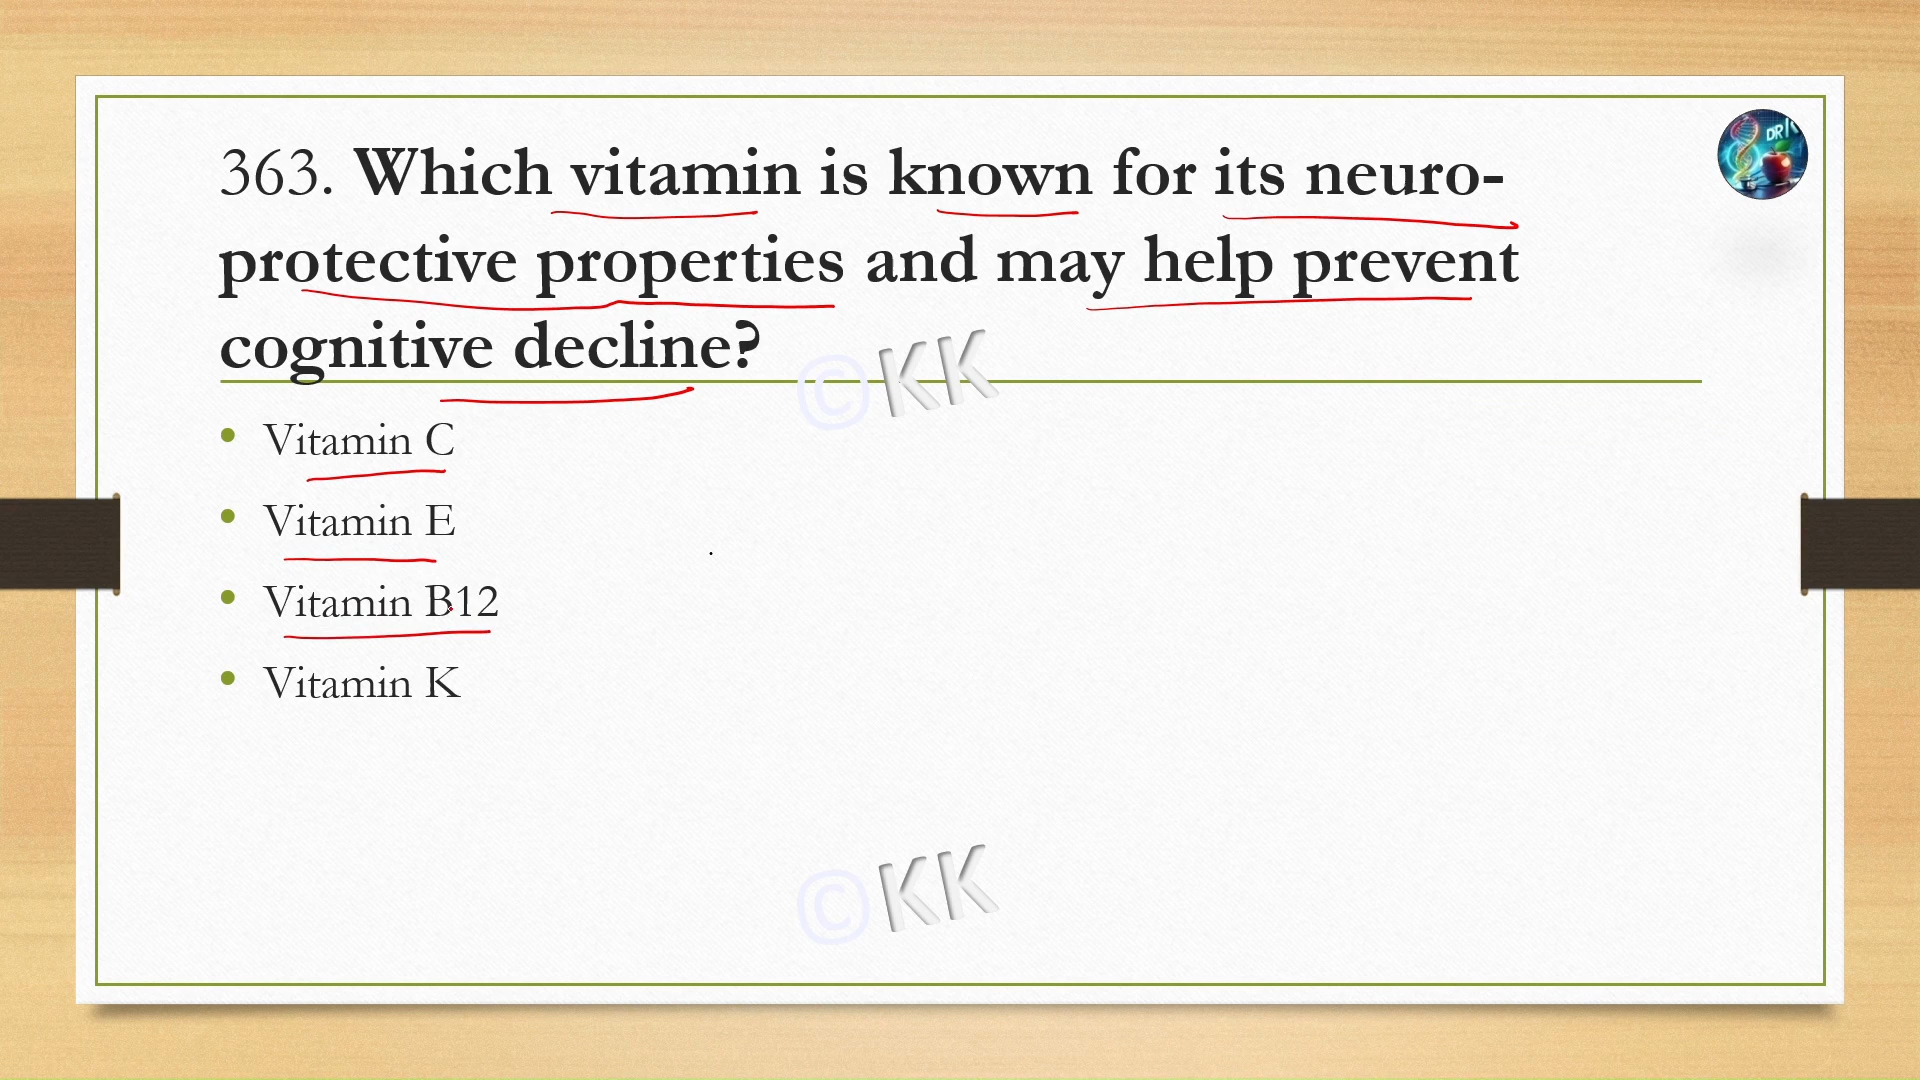 363. Which vitamin is known for its neuro-
protective properties and may help prevent
cognitive decline?
©KK
• Vitamin C
• Vitamin E
• Vitamin B12
• Vitamin K
©KK